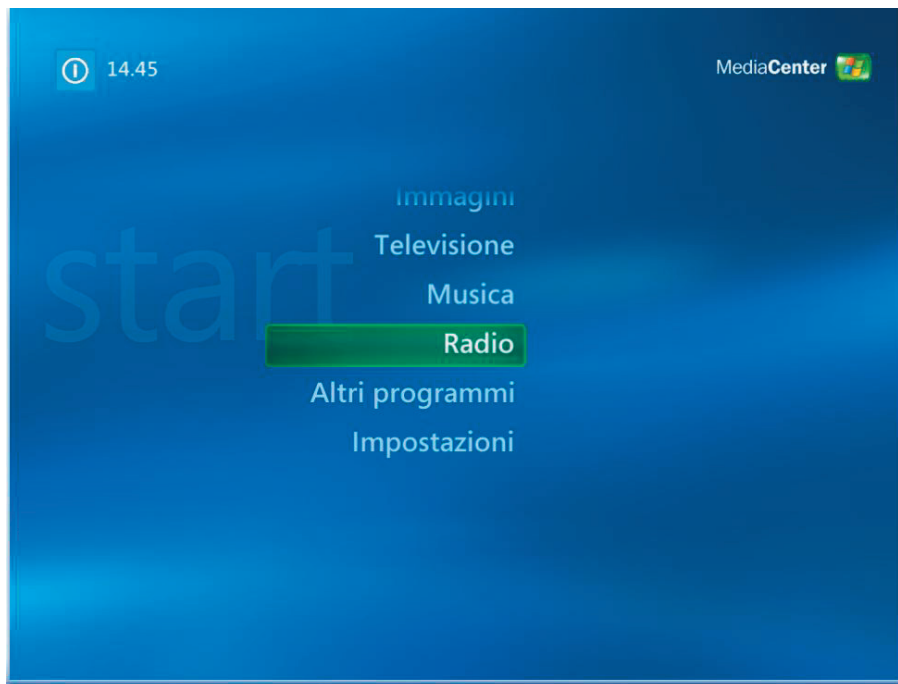 14.45
MediaCenter
Immagini
Televisione
start
Musica
Radio
Altri programmi
Impostazioni